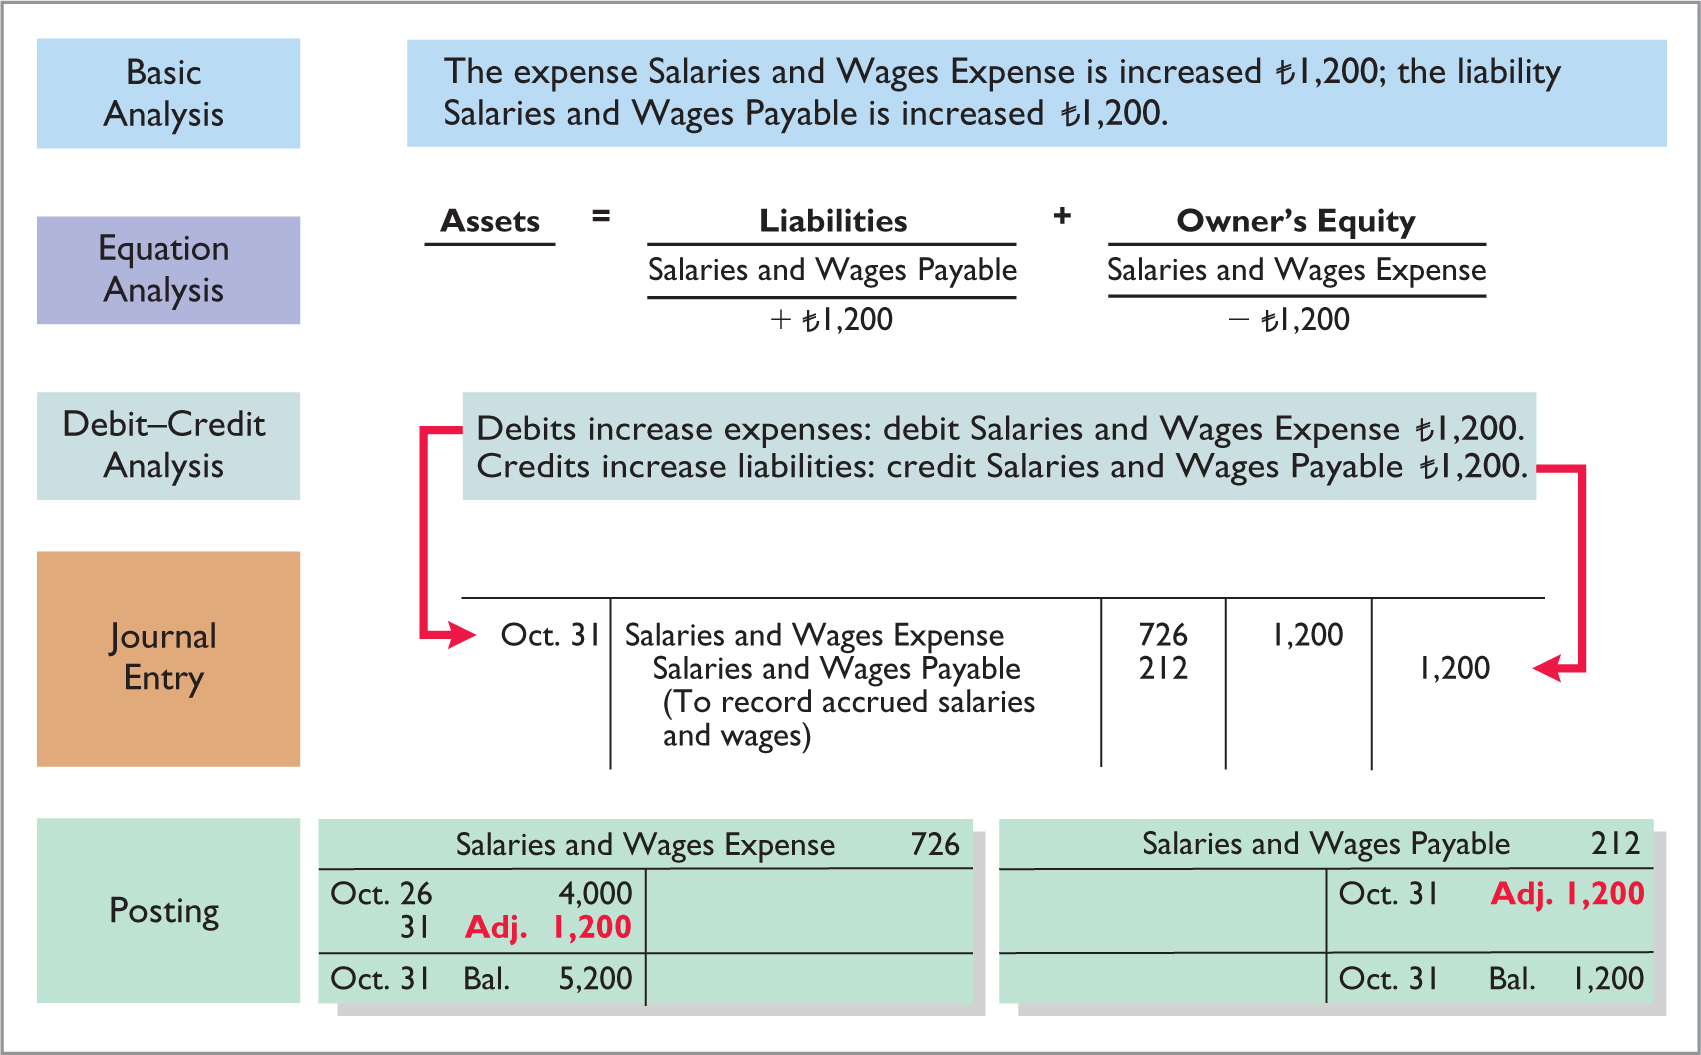 Basic
Analysis
The expense Salaries and Wages Expense is increased ₺1,200; the liability
Salaries and Wages Payable is increased ₺1,200.
Equation
Analysis
Assets = Liabilities + Owner’s Equity
Salaries and Wages Payable Salaries and Wages Expense
+ ₺1,200 − ₺1,200
Debit–Credit
Analysis
Debits increase expenses: debit Salaries and Wages Expense ₺1,200.
Credits increase liabilities: credit Salaries and Wages Payable ₺1,200.
Journal
Entry
Oct. 31 Salaries and Wages Expense 726 1,200
Salaries and Wages Payable 212 1,200
(To record accrued salaries
and wages)
Posting
Salaries and Wages Expense 726
Oct. 26 4,000
31 Adj. 1,200
Oct. 31 Bal. 5,200
Salaries and Wages Payable 212
Oct. 31 Adj. 1,200
Oct. 31 Bal. 1,200